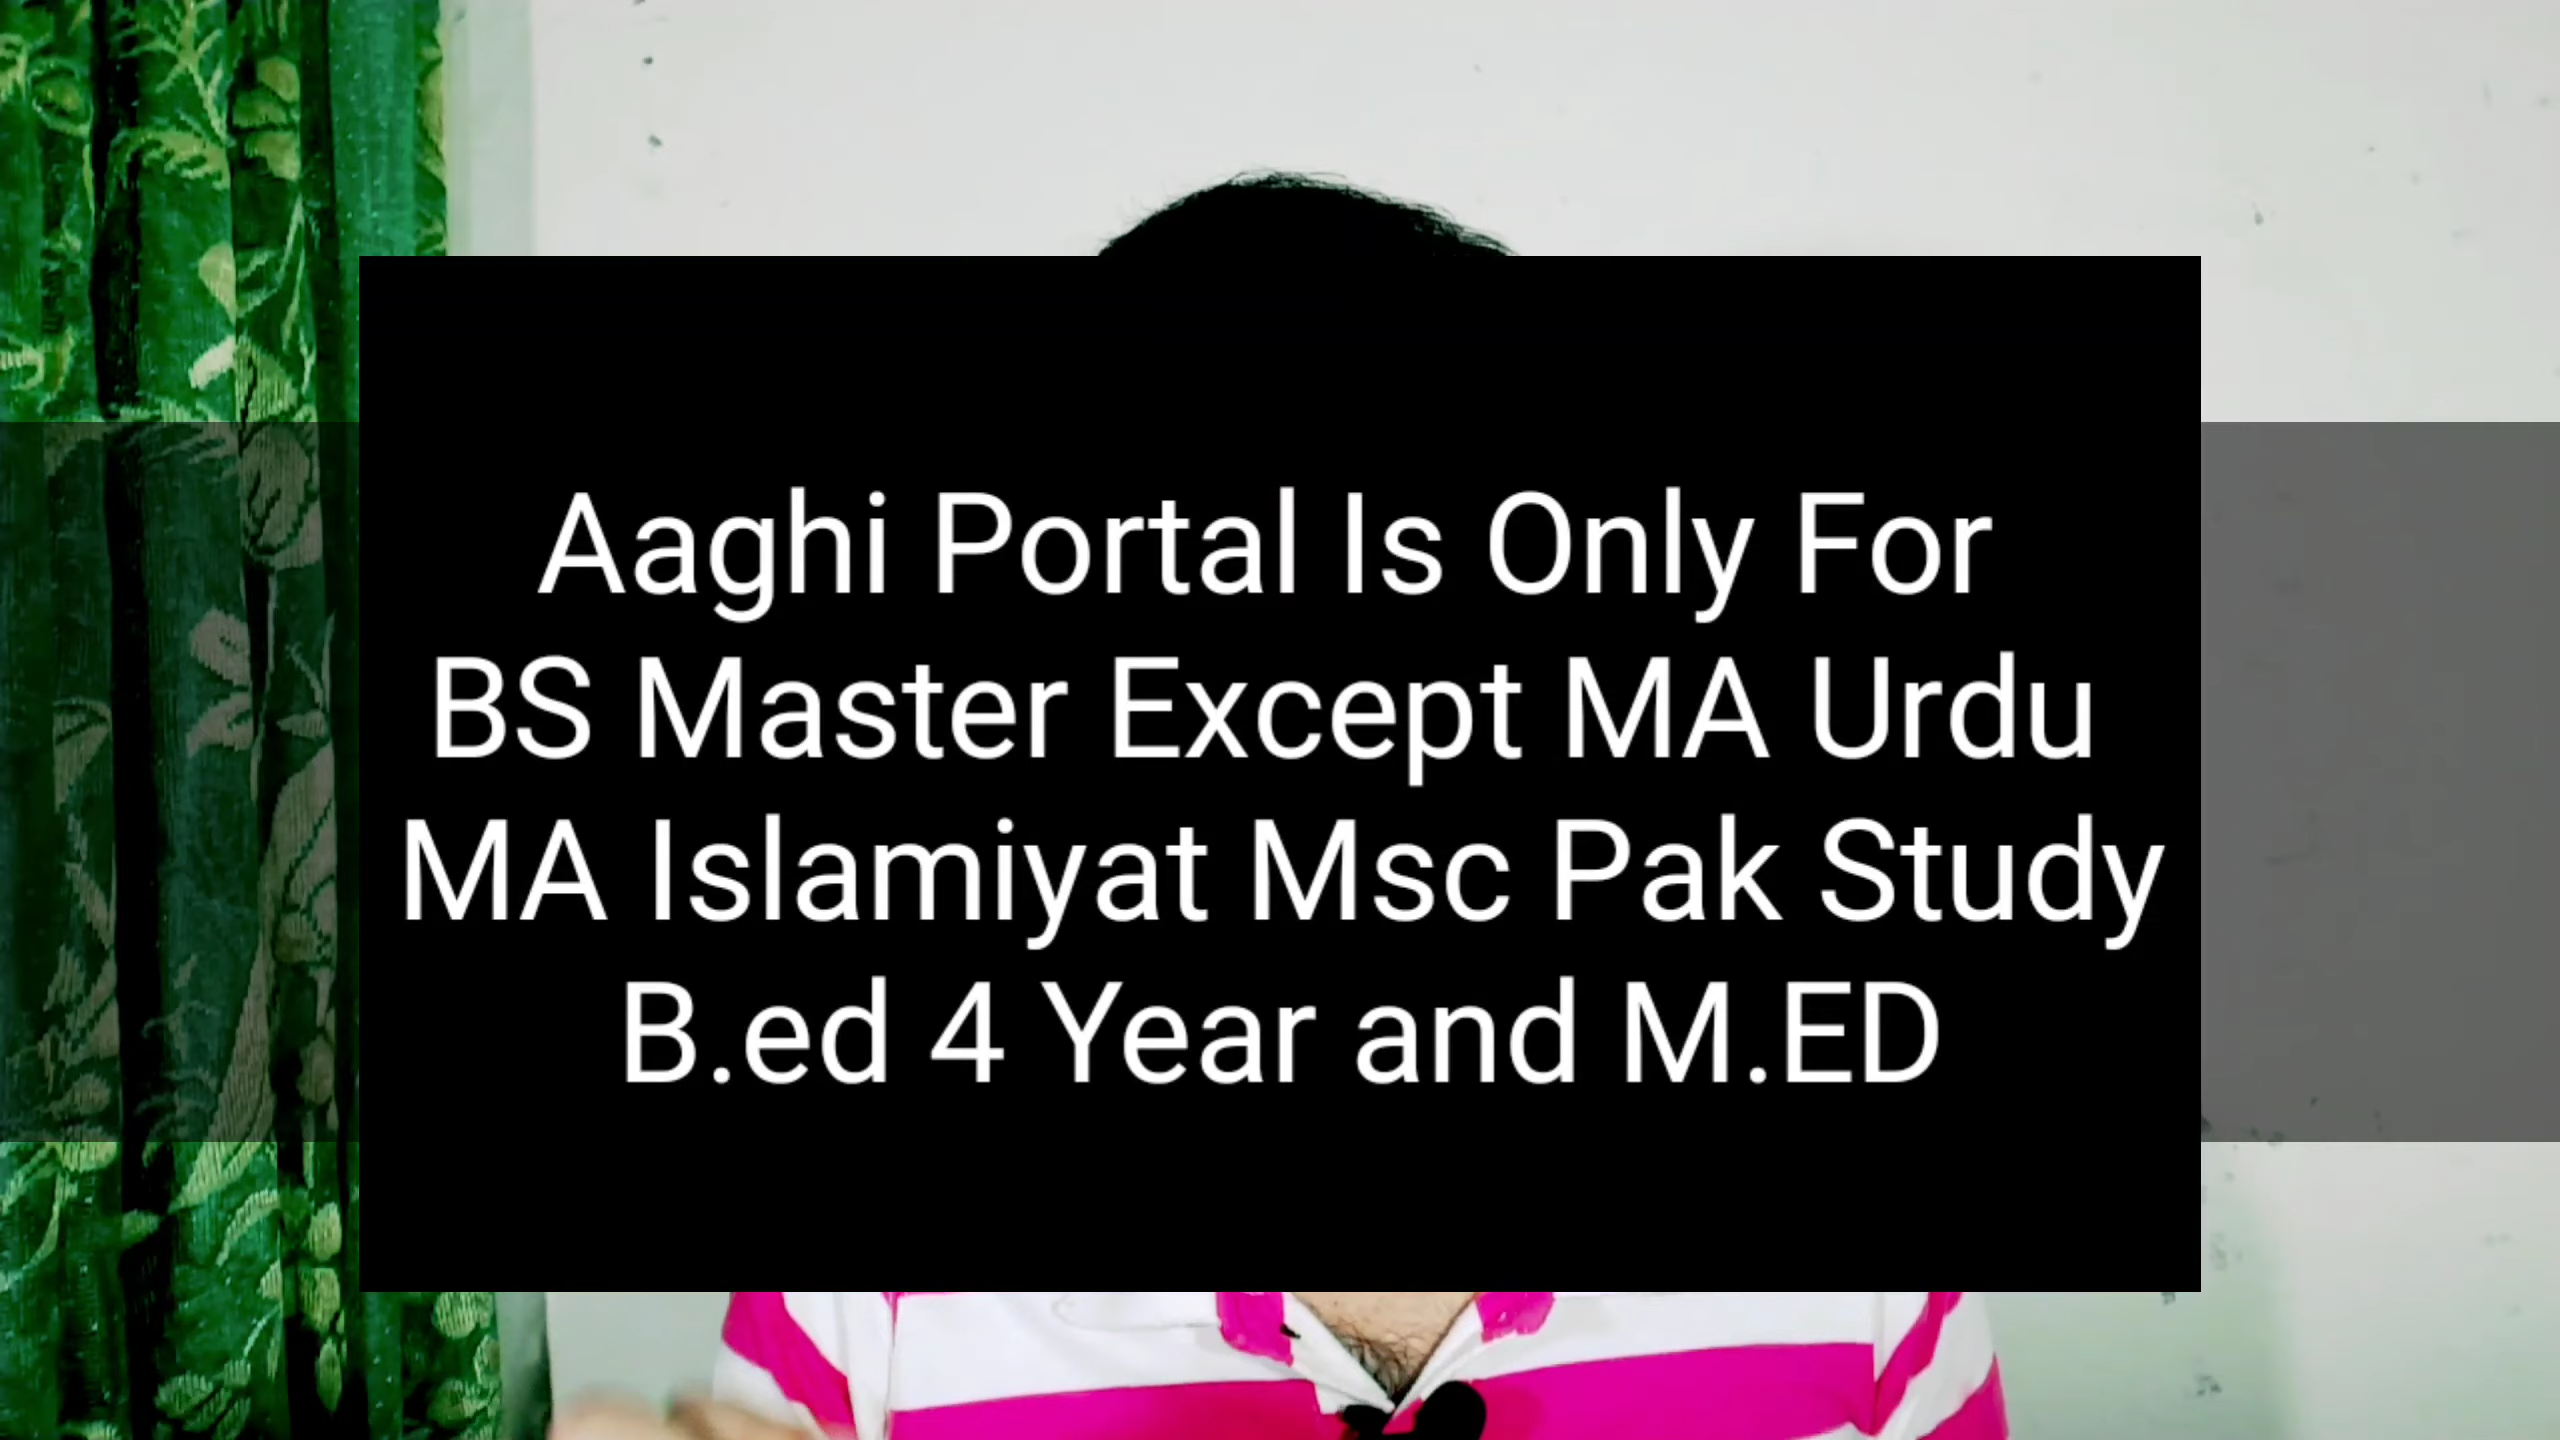 Aaghi Portal Is Only For
BS Master Except MA Urdu
MA Islamiyat Msc Pak Study
B.ed 4 Year and M.ED